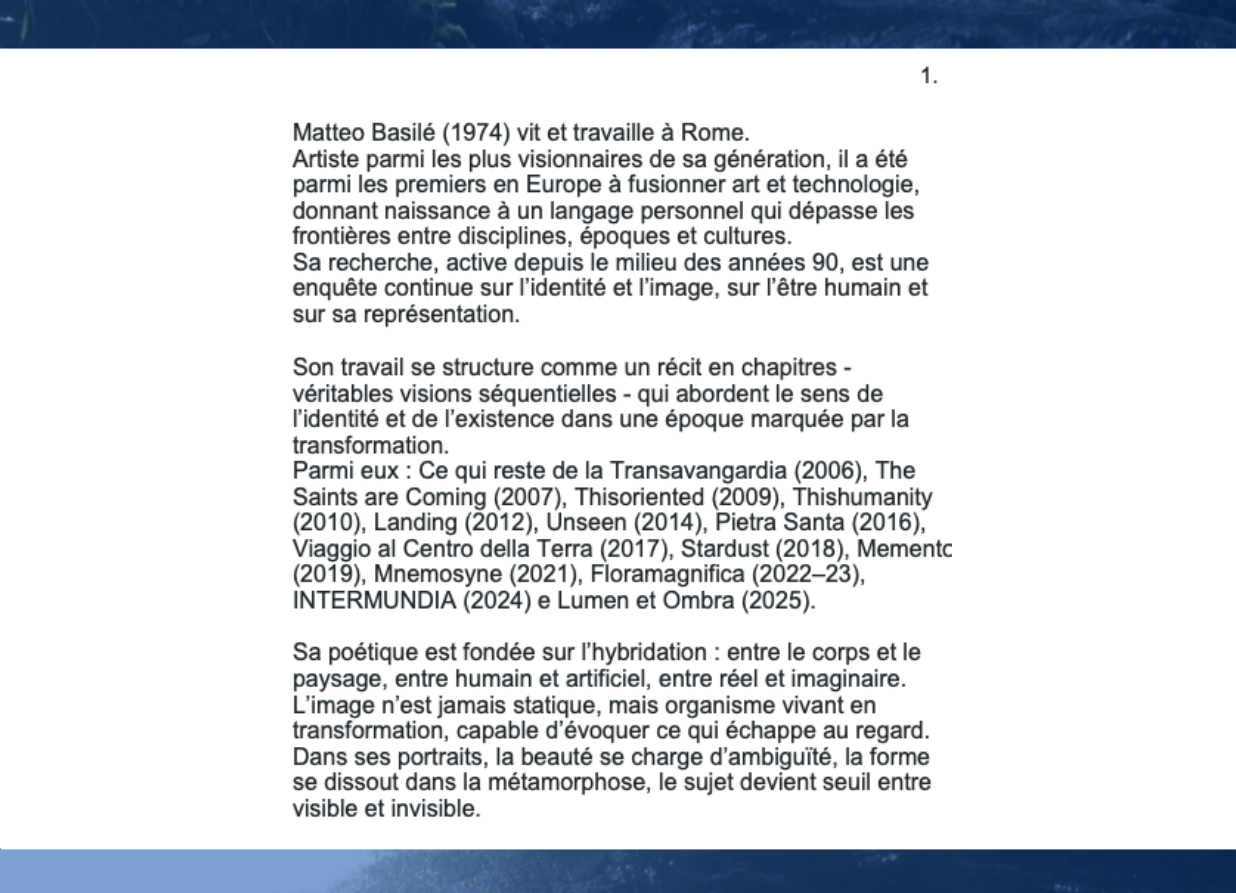 1.
Matteo Basilé (1974) vit et travaille à Rome.
Artiste parmi les plus visionnaires de sa génération, il a été
parmi les premiers en Europe à fusionner art et technologie,
donnant naissance à un langage personnel qui dépasse les
frontières entre disciplines, époques et cultures.
Sa recherche, active depuis le milieu des années 90, est une
enquête continue sur l’identité et l’image, sur l’être humain et
sur sa représentation.
Son travail se structure comme un récit en chapitres -
véritables visions séquentielles - qui abordent le sens de
l’identité et de l’existence dans une époque marquée par la
transformation.
Parmi eux : Ce qui reste de la Transavangardia (2006), The
Saints are Coming (2007), Thisoriented (2009), Thishumanity
(2010), Landing (2012), Unseen (2014), Pietra Santa (2016),
Viaggio al Centro della Terra (2017), Stardust (2018), Memento
(2019), Mnemosyne (2021), Floramagnifica (2022–23),
INTERMUNDIA (2024) e Lumen et Ombra (2025).
Sa poétique est fondée sur l’hybridation : entre le corps et le
paysage, entre humain et artificiel, entre réel et imaginaire.
L’image n’est jamais statique, mais organisme vivant en
transformation, capable d’évoquer ce qui échappe au regard.
Dans ses portraits, la beauté se charge d’ambiguïté, la forme
se dissout dans la métamorphose, le sujet devient seuil entre
visible et invisible.